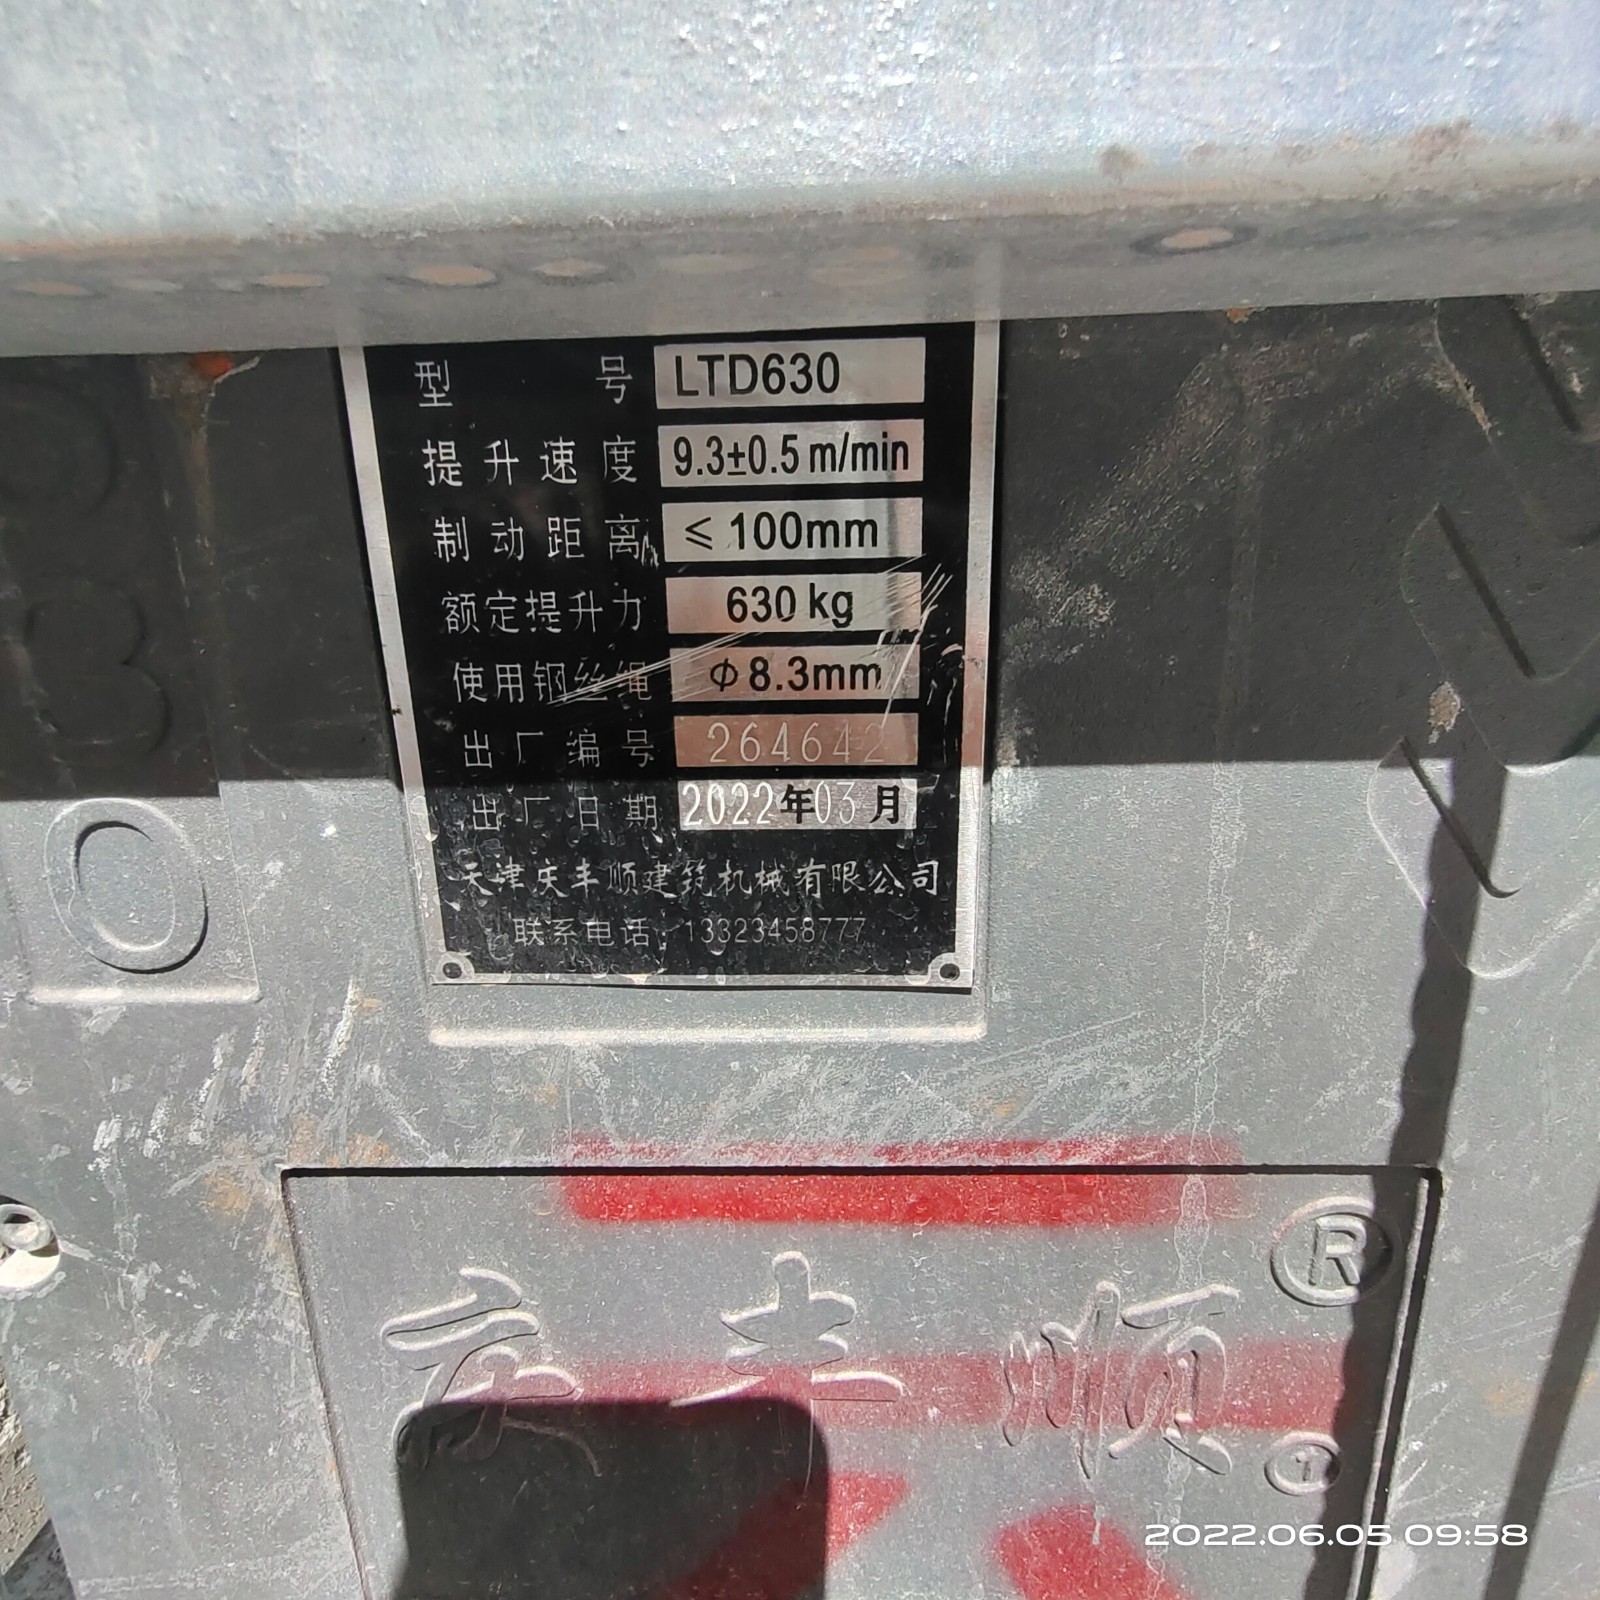 型 号 LTD630
提升速度 9.3±0.5 m/min
制动距离 ≤ 100mm
额定提升力 630 kg
使用钢丝绳 Φ8.3mm
出厂编号 264642
出厂日期 2022年03月
天津庆丰顺建筑机械有限公司
联系电话：13323458777
O
®
庆丰顺
2022.06.05 09:58